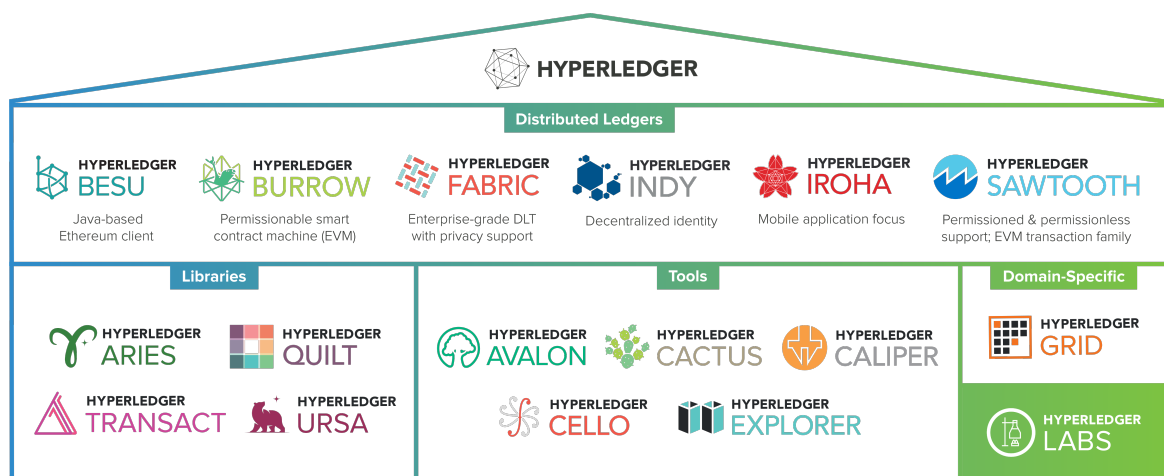 HYPERLEDGER
Distributed Ledgers
HYPERLEDGER
BESU
Java-based
Ethereum client
HYPERLEDGER
BURROW
Permissionable smart
contract machine (EVM)
HYPERLEDGER
FABRIC
Enterprise-grade DLT
with privacy support
HYPERLEDGER
INDY
Decentralized identity
HYPERLEDGER
IROHA
Mobile application focus
HYPERLEDGER
SAWTOOTH
Permissioned & permissionless
support; EVM transaction family
Libraries
HYPERLEDGER
ARIES
HYPERLEDGER
QUILT
HYPERLEDGER
TRANSACT
HYPERLEDGER
URSA
Tools
HYPERLEDGER
AVALON
HYPERLEDGER
CACTUS
HYPERLEDGER
CALIPER
HYPERLEDGER
CELLO
HYPERLEDGER
EXPLORER
Domain-Specific
HYPERLEDGER
GRID
HYPERLEDGER
LABS